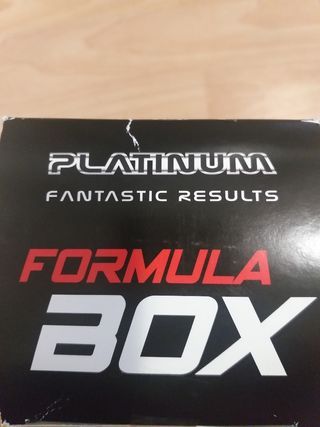 PLATINUM
FANTASTIC RESULTS
FORMULA
BOX